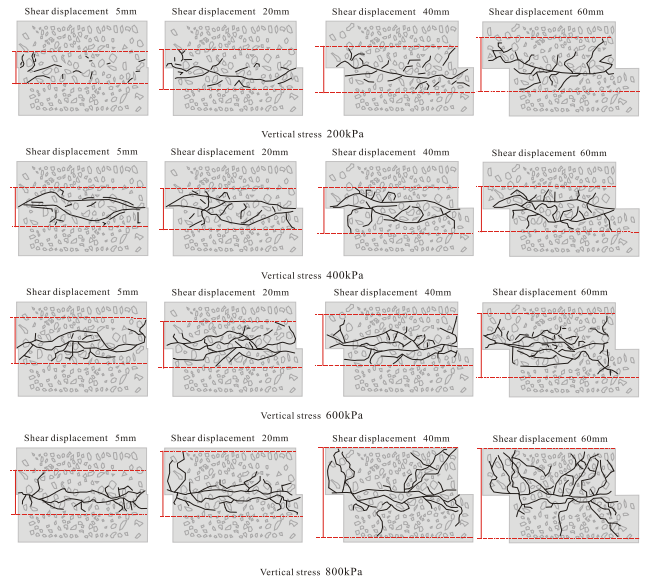 Shear displacement 5mm Shear displacement 20mm Shear displacement 40mm Shear displacement 60mm
Vertical stress 200kPa
Shear displacement 5mm Shear displacement 20mm Shear displacement 40mm Shear displacement 60mm
Vertical stress 400kPa
Shear displacement 5mm Shear displacement 20mm Shear displacement 40mm Shear displacement 60mm
Vertical stress 600kPa
Shear displacement 5mm Shear displacement 20mm Shear displacement 40mm Shear displacement 60mm
Vertical stress 800kPa